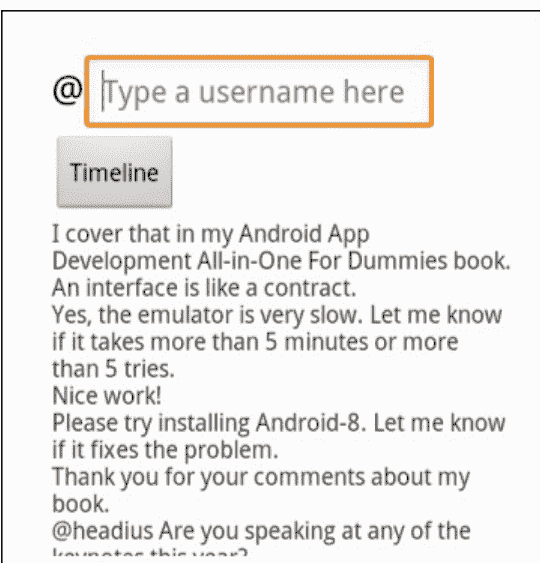 @ Type a username here
Timeline
I cover that in my Android App
Development All-in-One For Dummies book.
An interface is like a contract.
Yes, the emulator is very slow. Let me know
if it takes more than 5 minutes or more
than 5 tries.
Nice work!
Please try installing Android-8. Let me know
if it fixes the problem.
Thank you for your comments about my
book.
@headius Are you speaking at any of the
keynotes this year?